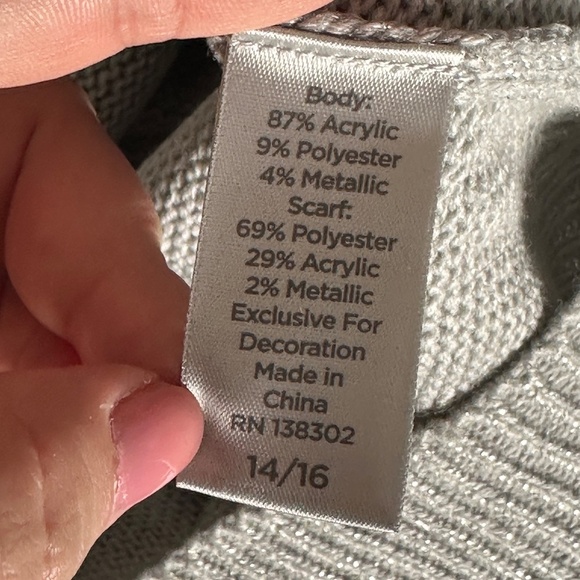 Body:
87% Acrylic
9% Polyester
4% Metallic
Scarf:
69% Polyester
29% Acrylic
2% Metallic
Exclusive For
Decoration
Made in
China
RN 138302
14/16